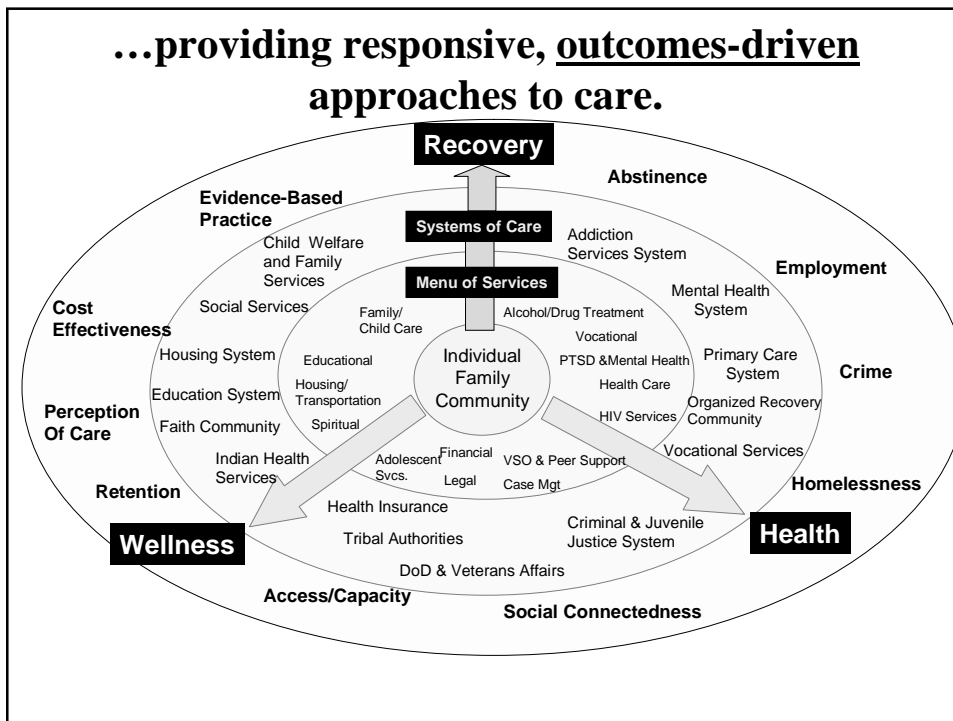 …providing responsive, outcomes-driven
approaches to care.
Recovery
Abstinence
Evidence-Based
Practice
Systems of Care
Addiction
Services System
Child Welfare
and Family
Services
Menu of Services
Employment
Mental Health
System
Cost
Effectiveness
Social Services
Family/
Child Care
Alcohol/Drug Treatment
Vocational
Housing System
Educational
Individual
Family
Community
PTSD &Mental Health
Primary Care
System
Crime
Health Care
Education System
Housing/
Transportation
Organized Recovery
Community
Perception
Of Care
Faith Community
Spiritual
HIV Services
Indian Health
Services
Adolescent
Svcs.
Financial
Legal
VSO & Peer Support
Case Mgt
Vocational Services
Retention
Homelessness
Health Insurance
Wellness
Tribal Authorities
Criminal & Juvenile
Justice System
Health
DoD & Veterans Affairs
Access/Capacity
Social Connectedness